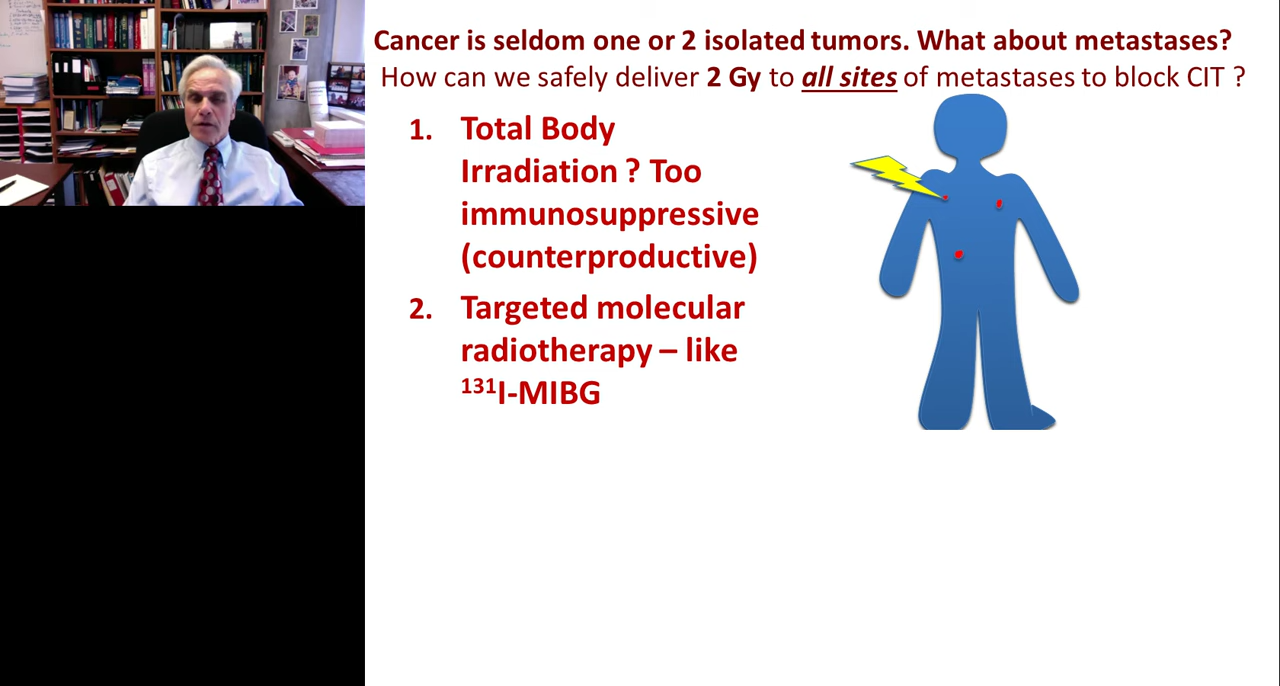 Cancer is seldom one or 2 isolated tumors. What about metastases?
How can we safely deliver 2 Gy to all sites of metastases to block CIT ?
1. Total Body
Irradiation ? Too
immunosuppressive
(counterproductive)
2. Targeted molecular
radiotherapy – like
¹³¹I-MIBG